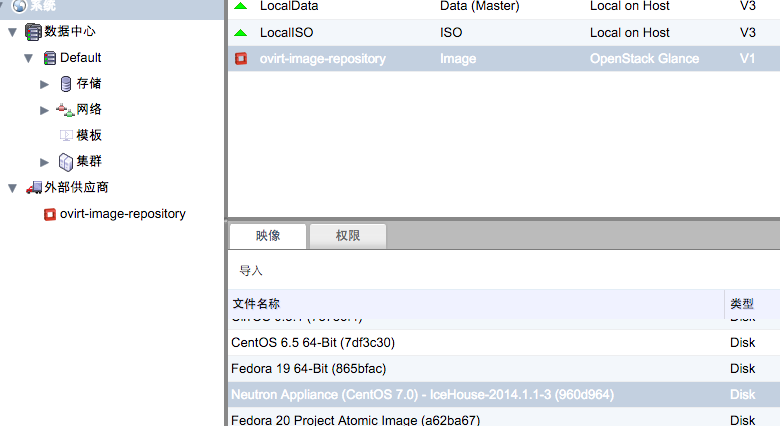 系统
数据中心
Default
存储
网络
模板
集群
外部供应商
ovirt-image-repository
LocalData Data (Master) Local on Host V3
LocalISO ISO Local on Host V3
ovirt-image-repository Image OpenStack Glance V1
映像 权限
导入
文件名称 类型
Disk
CentOS 6.5 64-Bit (7df3c30) Disk
Fedora 19 64-Bit (865bfac) Disk
Neutron Appliance (CentOS 7.0) - IceHouse-2014.1.1-3 (960d964) Disk
Fedora 20 Project Atomic Image (a62ba67) Disk